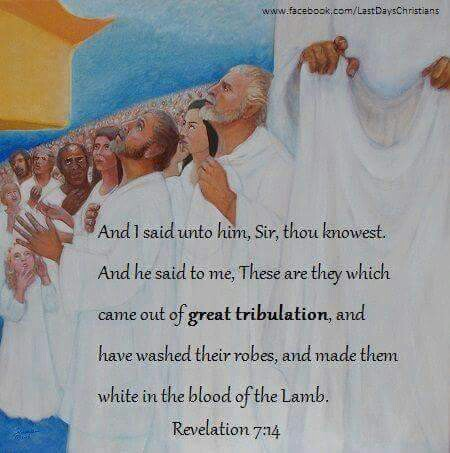 www.facebook.com/LastDaysChristians
And I said unto him, Sir, thou knowest.
And he said to me, These are they which
came out of great tribulation, and
have washed their robes, and made them
white in the blood of the Lamb.
Revelation 7:14